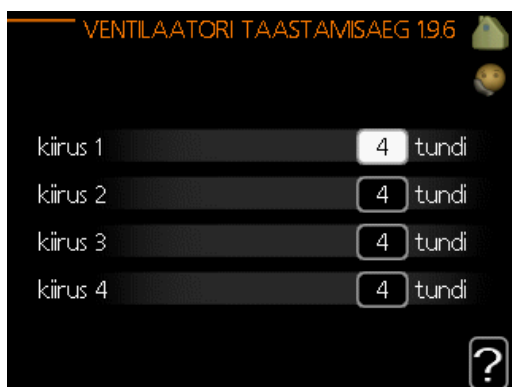 VENTILAATORI TAASTAMISAEG 1.9.6
kiirus 1 4 tundi
kiirus 2 4 tundi
kiirus 3 4 tundi
kiirus 4 4 tundi
?